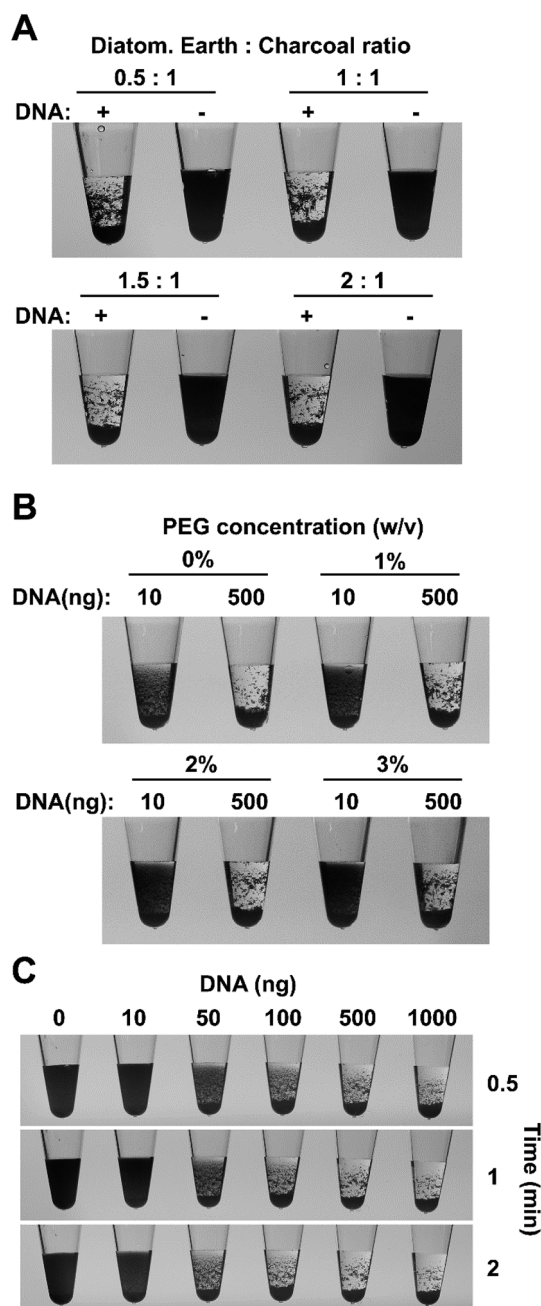 A
Diatom. Earth : Charcoal ratio
0.5 : 1 1 : 1
DNA: + - + -
1.5 : 1 2 : 1
DNA: + - + -
B
PEG concentration (w/v)
0% 1%
DNA(ng): 10 500 10 500
2% 3%
DNA(ng): 10 500 10 500
C
DNA (ng)
0 10 50 100 500 1000
0.5
1
2
Time (min)